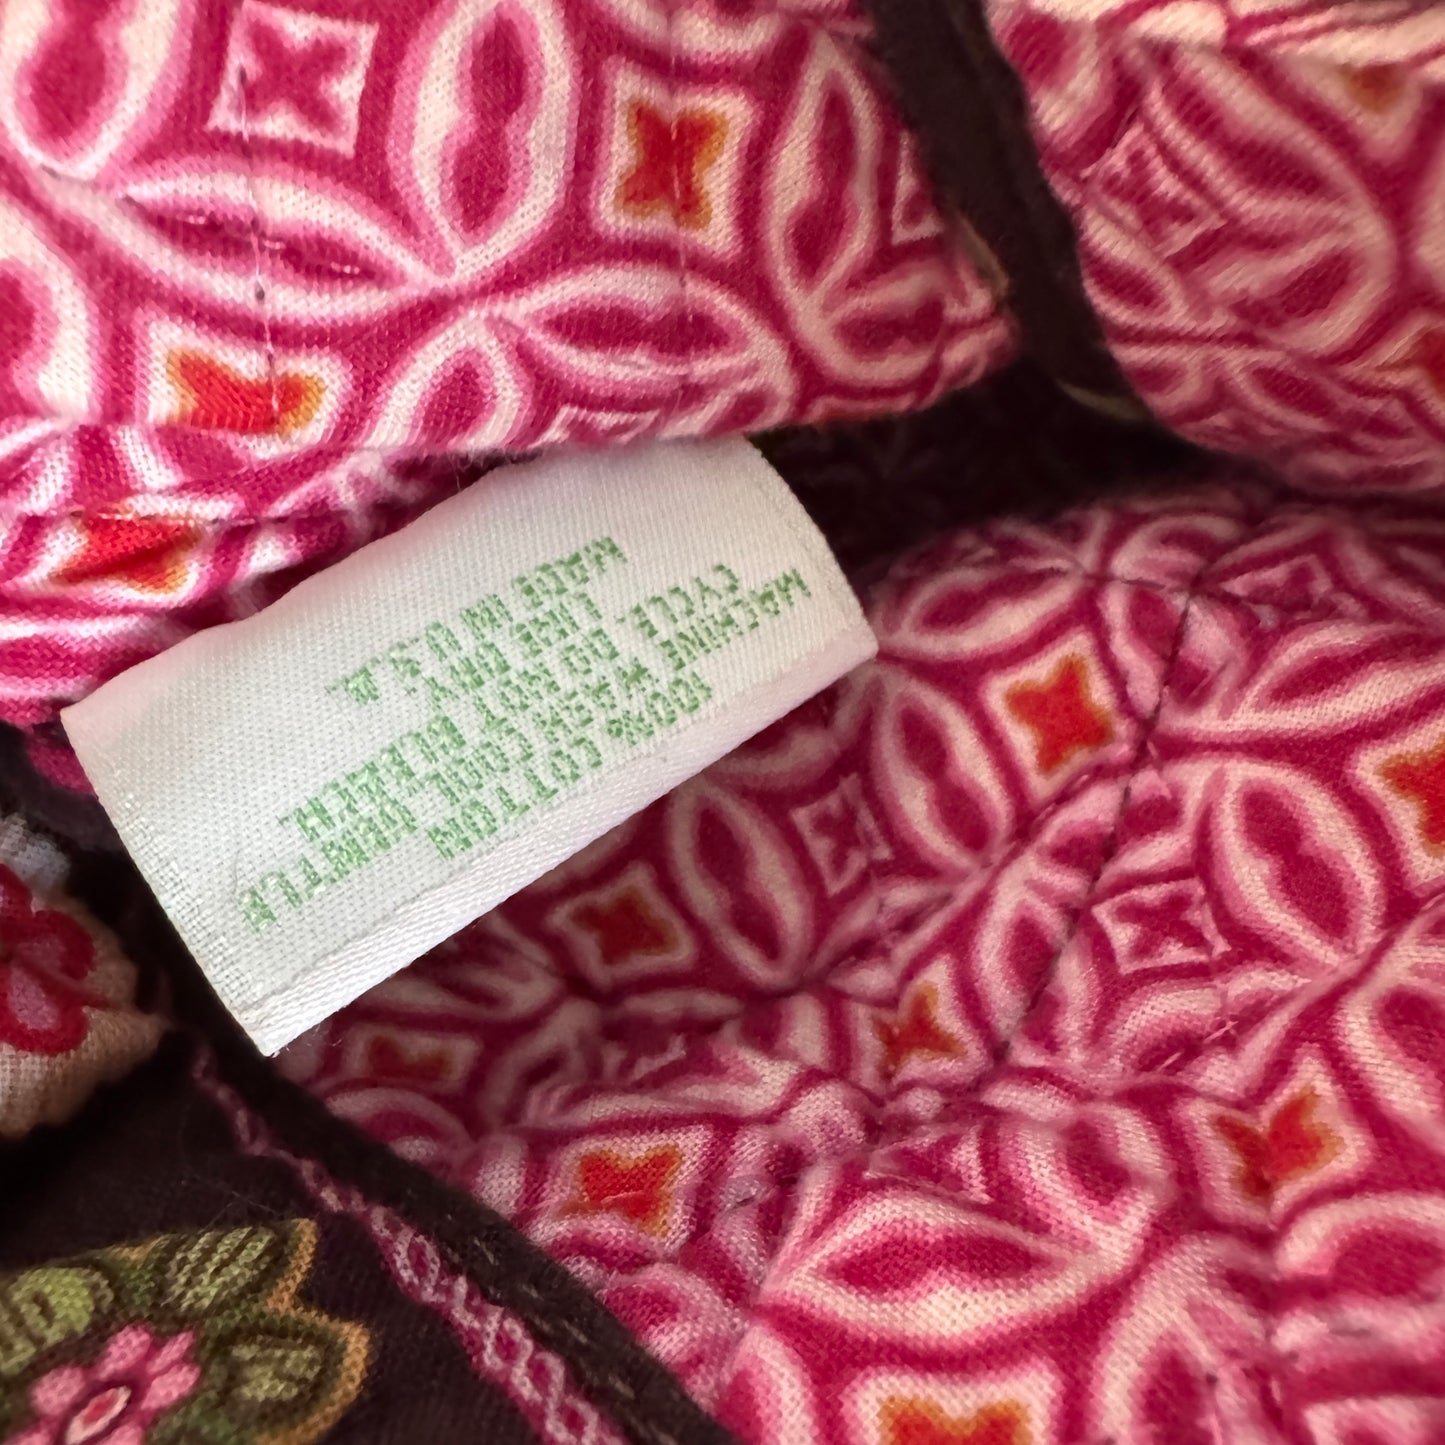 100% COTTON
MACHINE WASH COOL GENTLE
CYCLE. DO NOT BLEACH.
LINE DRY.
MADE IN U.S.A.